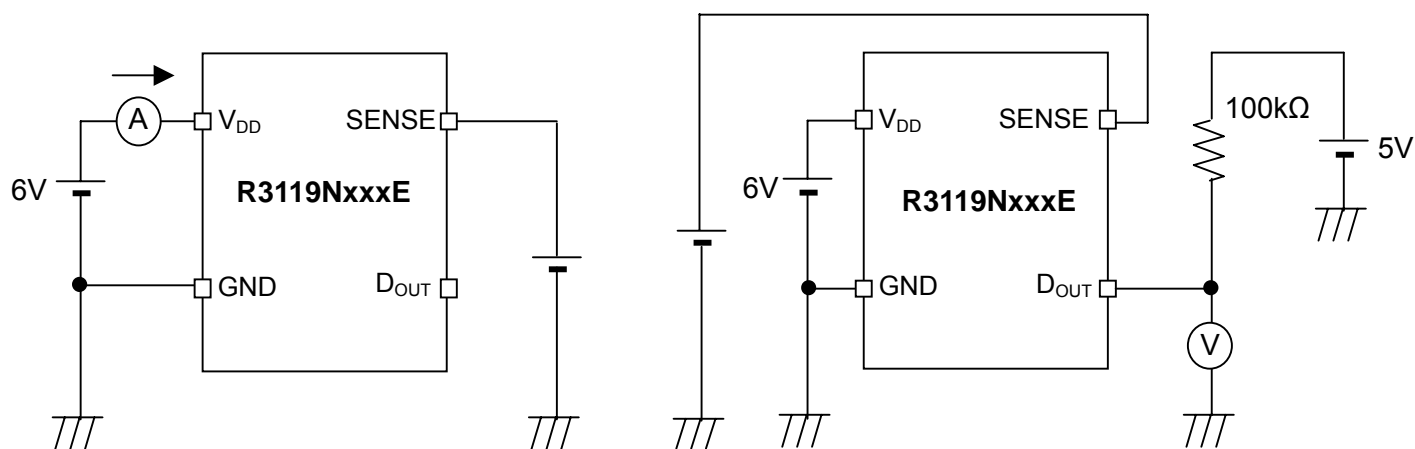 A
V_DD
SENSE
6V
R3119NxxxE
GND
D_OUT
V_DD
SENSE
100kΩ
5V
6V
R3119NxxxE
GND
D_OUT
V